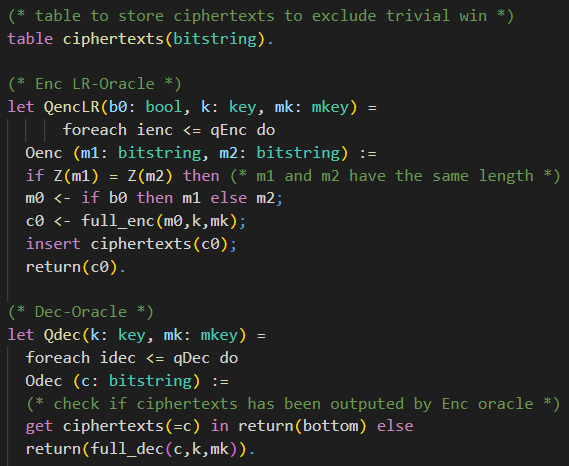 (* table to store ciphertexts to exclude trivial win *)
table ciphertexts(bitstring).
(* Enc LR-Oracle *)
let QencLR(b0: bool, k: key, mk: mkey) =
foreach ienc <= qEnc do
Oenc (m1: bitstring, m2: bitstring) :=
if Z(m1) = Z(m2) then (* m1 and m2 have the same length *)
m0 <- if b0 then m1 else m2;
c0 <- full_enc(m0,k,mk);
insert ciphertexts(c0);
return(c0).
(* Dec-Oracle *)
let Qdec(k: key, mk: mkey) =
foreach idec <= qDec do
Odec (c: bitstring) :=
(* check if ciphertexts has been outputed by Enc oracle *)
get ciphertexts(=c) in return(bottom) else
return(full_dec(c,k,mk)).